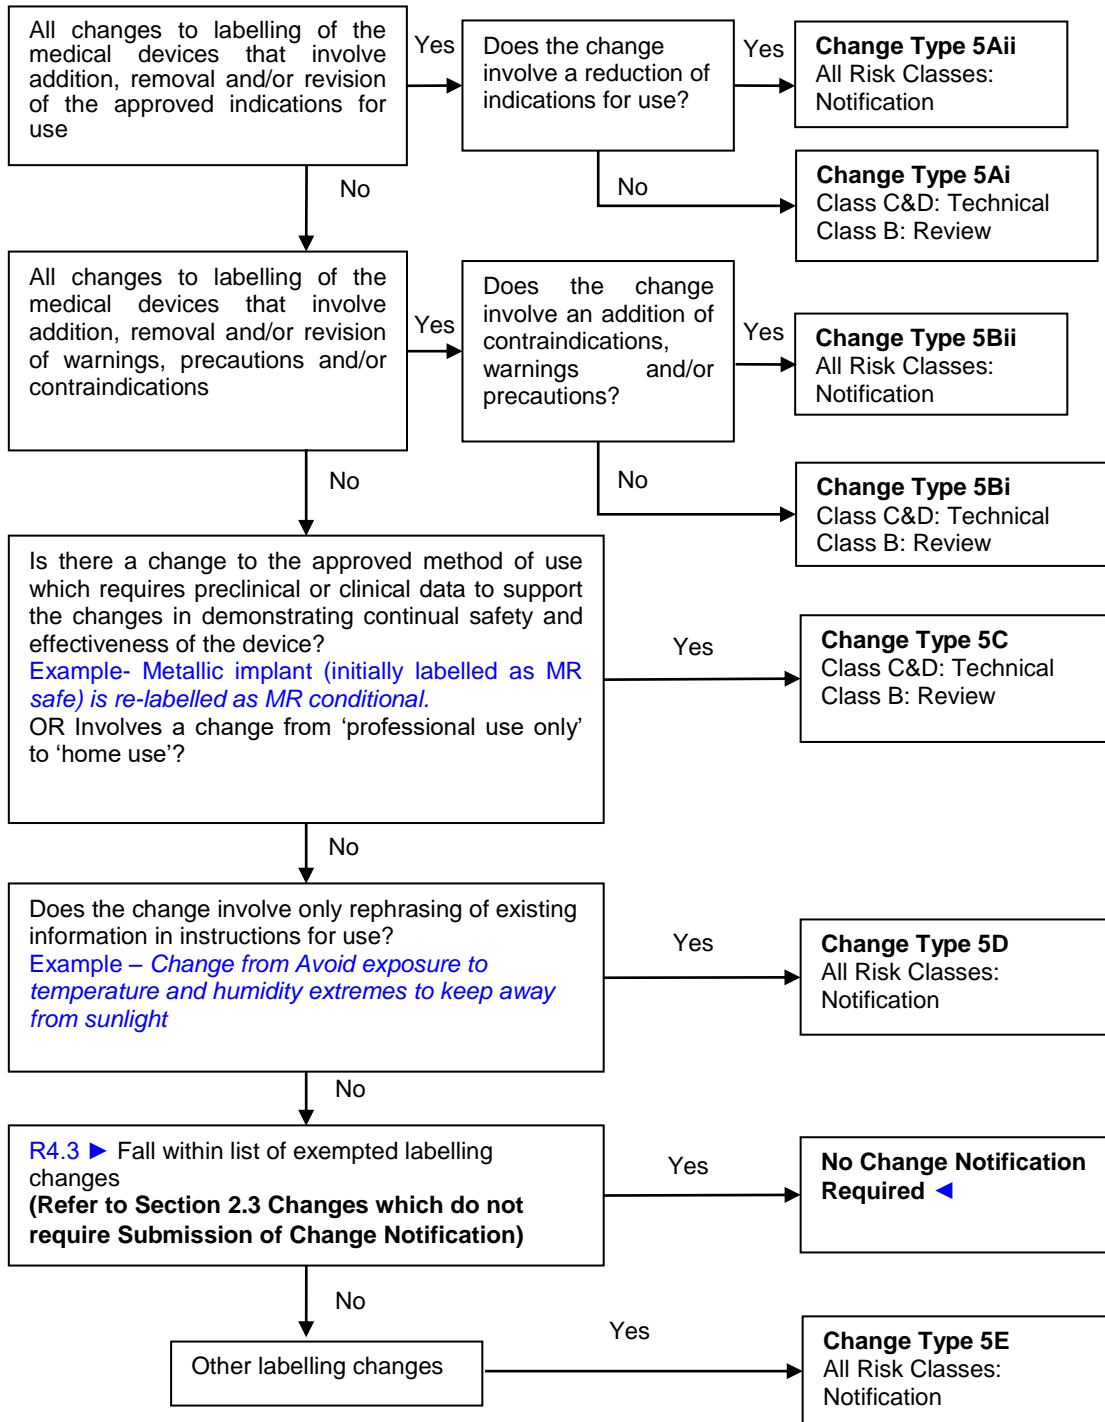 All changes to labelling of the
medical devices that involve
addition, removal and/or revision
of the approved indications for
use
Yes
Does the change
involve a reduction of
indications for use?
Yes
Change Type 5Aii
All Risk Classes:
Notification
No
No
Change Type 5Ai
Class C&D: Technical
Class B: Review
All changes to labelling of the
medical devices that involve
addition, removal and/or revision
of warnings, precautions and/or
contraindications
Yes
Does the change
involve an addition of
contraindications,
warnings and/or
precautions?
Yes
Change Type 5Bii
All Risk Classes:
Notification
No
No
Change Type 5Bi
Class C&D: Technical
Class B: Review
Is there a change to the approved method of use
which requires preclinical or clinical data to support
the changes in demonstrating continual safety and
effectiveness of the device?
Example- Metallic implant (initially labelled as MR
safe) is re-labelled as MR conditional.
OR Involves a change from ‘professional use only’
to ‘home use’?
Yes
Change Type 5C
Class C&D: Technical
Class B: Review
No
Does the change involve only rephrasing of existing
information in instructions for use?
Example – Change from Avoid exposure to
temperature and humidity extremes to keep away
from sunlight
Yes
Change Type 5D
All Risk Classes:
Notification
No
R4.3 ► Fall within list of exempted labelling
changes
(Refer to Section 2.3 Changes which do not
require Submission of Change Notification)
Yes
No Change Notification
Required ◄
No
Other labelling changes
Yes
Change Type 5E
All Risk Classes:
Notification